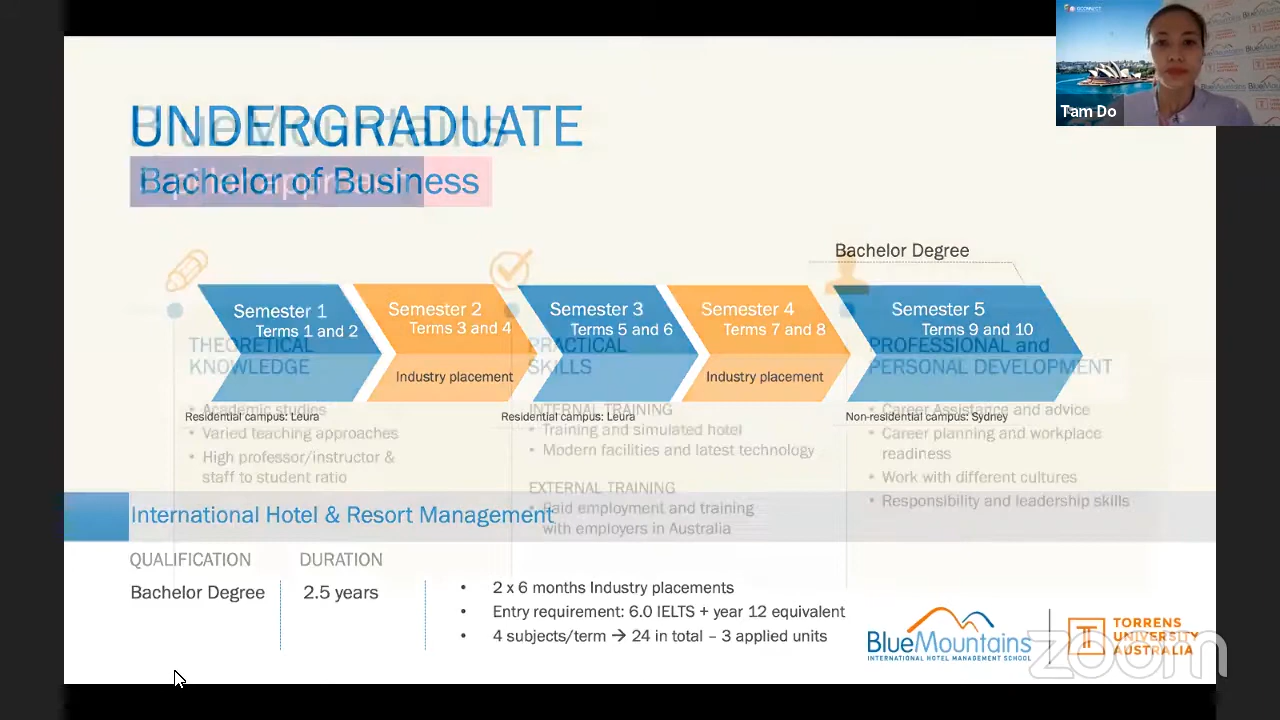 Tam Do
UNDERGRADUATE
Blue Mountains
Bachelor of Business
Bachelor Degree
Semester 1
Terms 1 and 2
Semester 2
Terms 3 and 4
Semester 3
Terms 5 and 6
Semester 4
Terms 7 and 8
Semester 5
Terms 9 and 10
Industry placement
Industry placement
Residential campus: Leura
Residential campus: Leura
Non-residential campus: Sydney
THEORETICAL
KNOWLEDGE
• Academic studies
• Varied teaching approaches
• High professor/instructor &
staff to student ratio
PRACTICAL
SKILLS
INTERNAL TRAINING
• Training and simulated hotel
• Modern facilities and latest technology
EXTERNAL TRAINING
• Paid employment and training
with employers in Australia
PROFESSIONAL and
PERSONAL DEVELOPMENT
• Career Assistance and advice
• Career planning and workplace
readiness
• Work with different cultures
• Responsibility and leadership skills
International Hotel & Resort Management
QUALIFICATION
DURATION
Bachelor Degree
2.5 years
• 2 x 6 months Industry placements
• Entry requirement: 6.0 IELTS + year 12 equivalent
• 4 subjects/term → 24 in total – 3 applied units
BlueMountains
INTERNATIONAL HOTEL MANAGEMENT SCHOOL
TORRENS
UNIVERSITY
AUSTRALIA
zoom